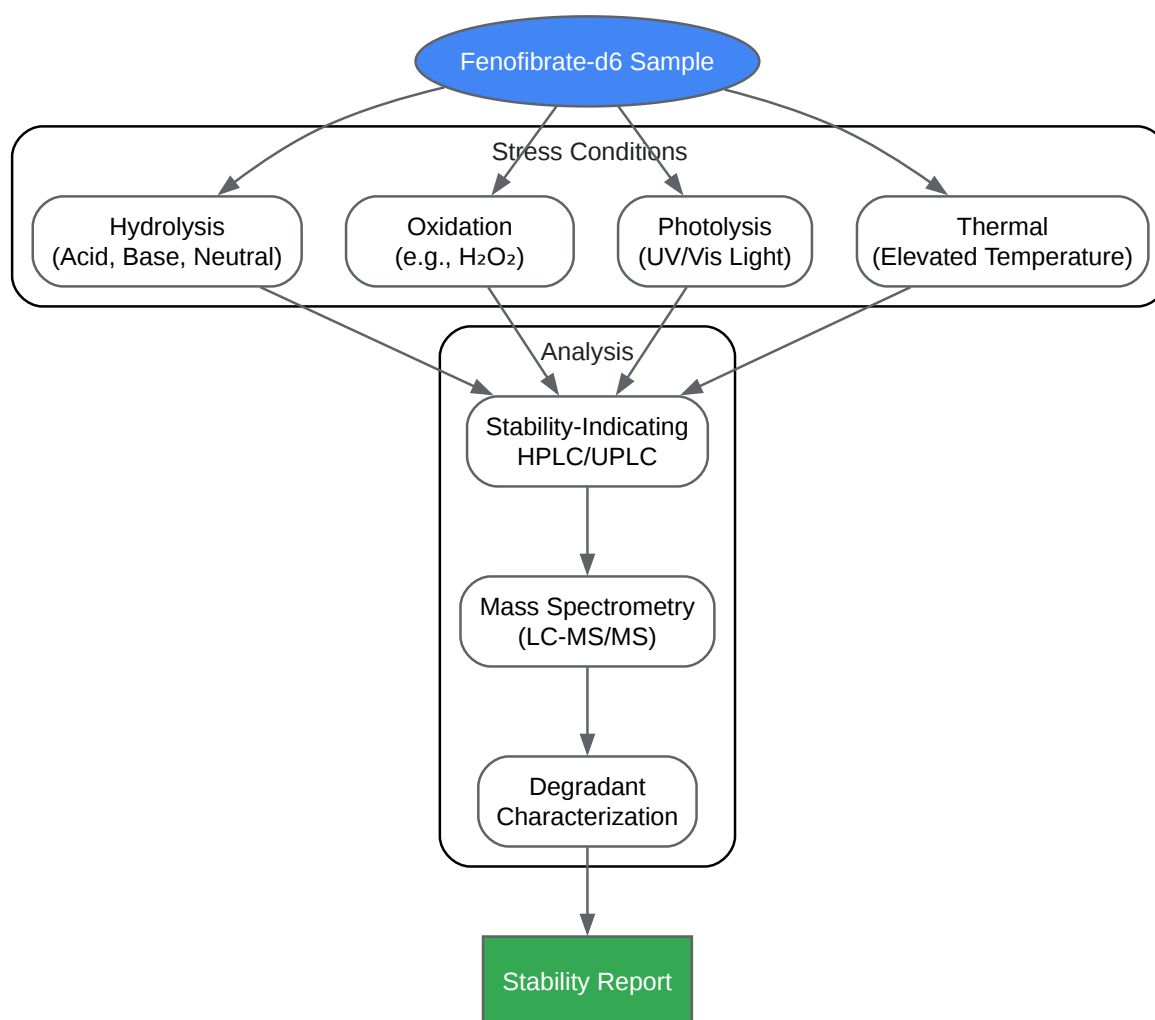 Fenofibrate-d6 Sample
Stress Conditions
Hydrolysis
(Acid, Base, Neutral)
Oxidation
(e.g., H₂O₂)
Photolysis
(UV/Vis Light)
Thermal
(Elevated Temperature)
Analysis
Stability-Indicating
HPLC/UPLC
Mass Spectrometry
(LC-MS/MS)
Degradant
Characterization
Stability Report